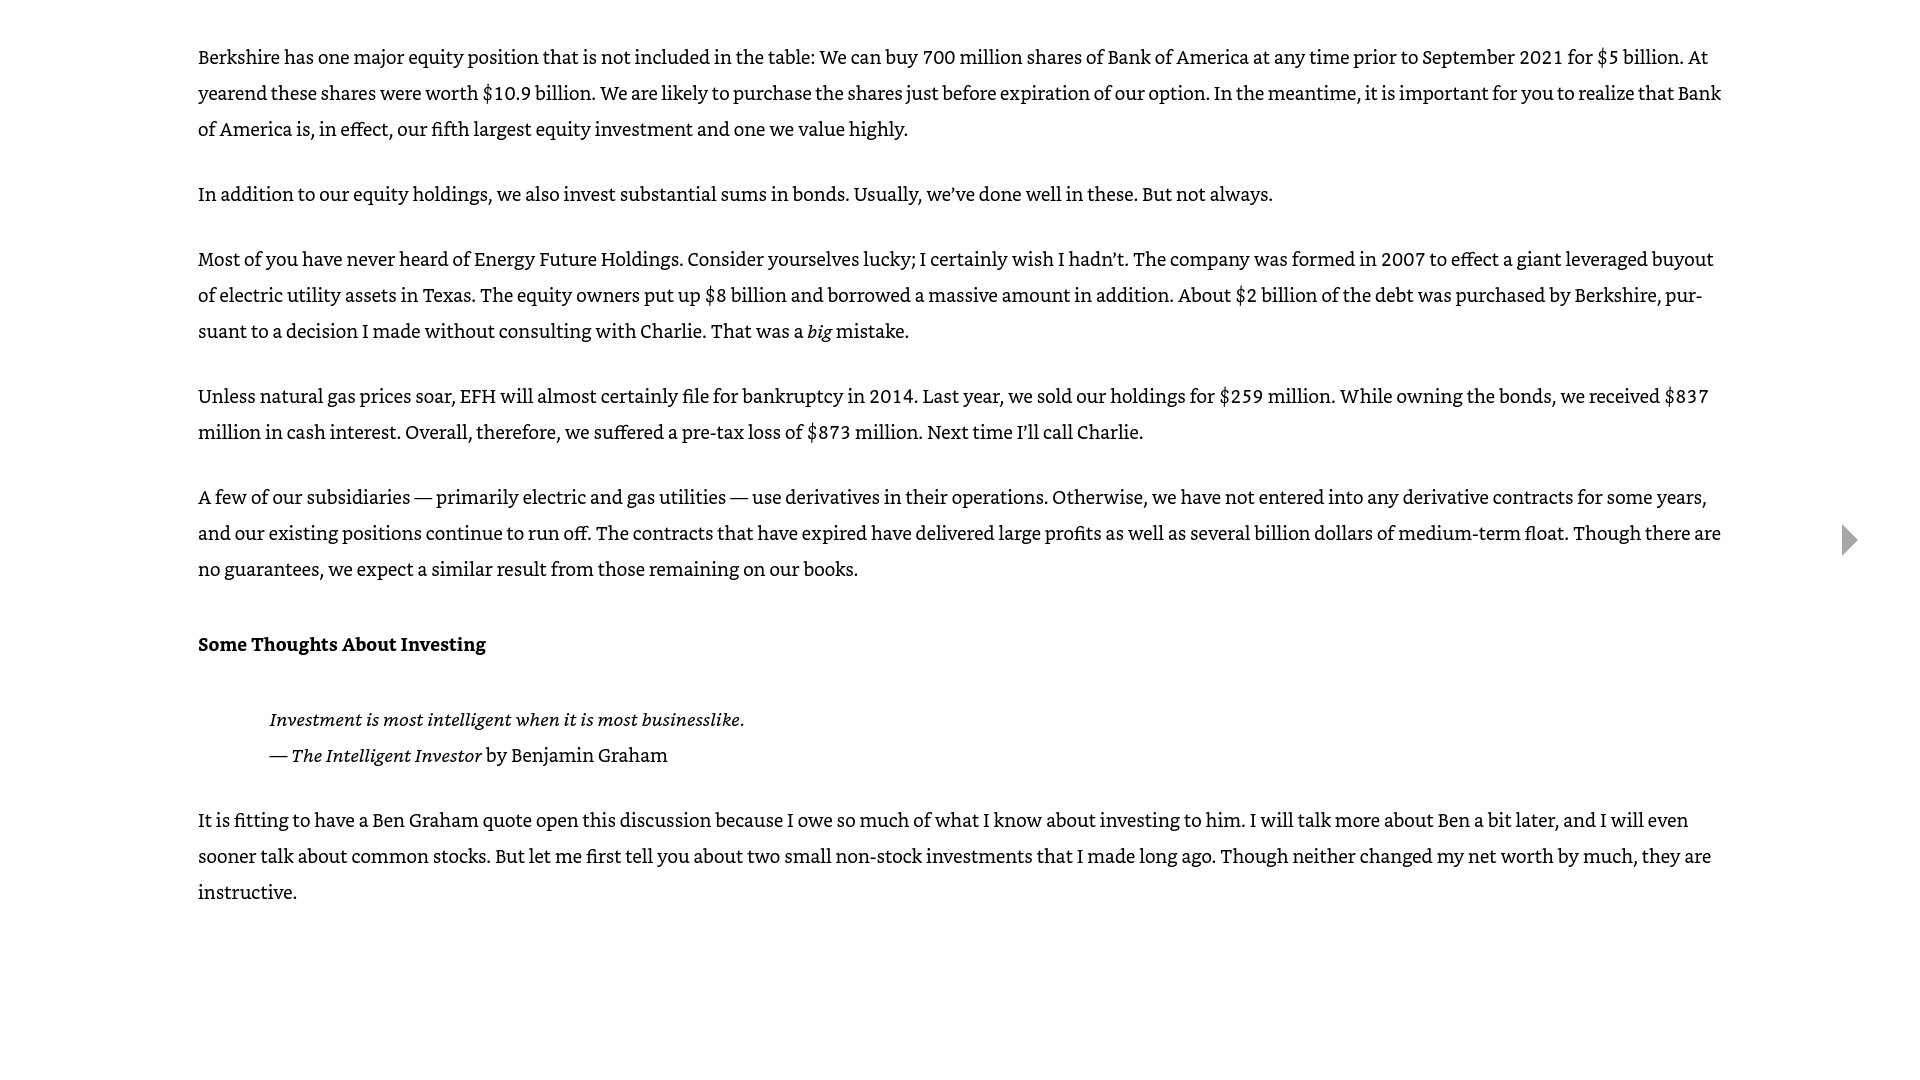 Berkshire has one major equity position that is not included in the table: We can buy 700 million shares of Bank of America at any time prior to September 2021 for $5 billion. At
yearend these shares were worth $10.9 billion. We are likely to purchase the shares just before expiration of our option. In the meantime, it is important for you to realize that Bank
of America is, in effect, our fifth largest equity investment and one we value highly.
In addition to our equity holdings, we also invest substantial sums in bonds. Usually, we’ve done well in these. But not always.
Most of you have never heard of Energy Future Holdings. Consider yourselves lucky; I certainly wish I hadn’t. The company was formed in 2007 to effect a giant leveraged buyout
of electric utility assets in Texas. The equity owners put up $8 billion and borrowed a massive amount in addition. About $2 billion of the debt was purchased by Berkshire, pur-
suant to a decision I made without consulting with Charlie. That was a big mistake.
Unless natural gas prices soar, EFH will almost certainly file for bankruptcy in 2014. Last year, we sold our holdings for $259 million. While owning the bonds, we received $837
million in cash interest. Overall, therefore, we suffered a pre-tax loss of $873 million. Next time I’ll call Charlie.
A few of our subsidiaries — primarily electric and gas utilities — use derivatives in their operations. Otherwise, we have not entered into any derivative contracts for some years,
and our existing positions continue to run off. The contracts that have expired have delivered large profits as well as several billion dollars of medium-term float. Though there are
no guarantees, we expect a similar result from those remaining on our books.
Some Thoughts About Investing
Investment is most intelligent when it is most businesslike.
— The Intelligent Investor by Benjamin Graham
It is fitting to have a Ben Graham quote open this discussion because I owe so much of what I know about investing to him. I will talk more about Ben a bit later, and I will even
sooner talk about common stocks. But let me first tell you about two small non-stock investments that I made long ago. Though neither changed my net worth by much, they are
instructive.